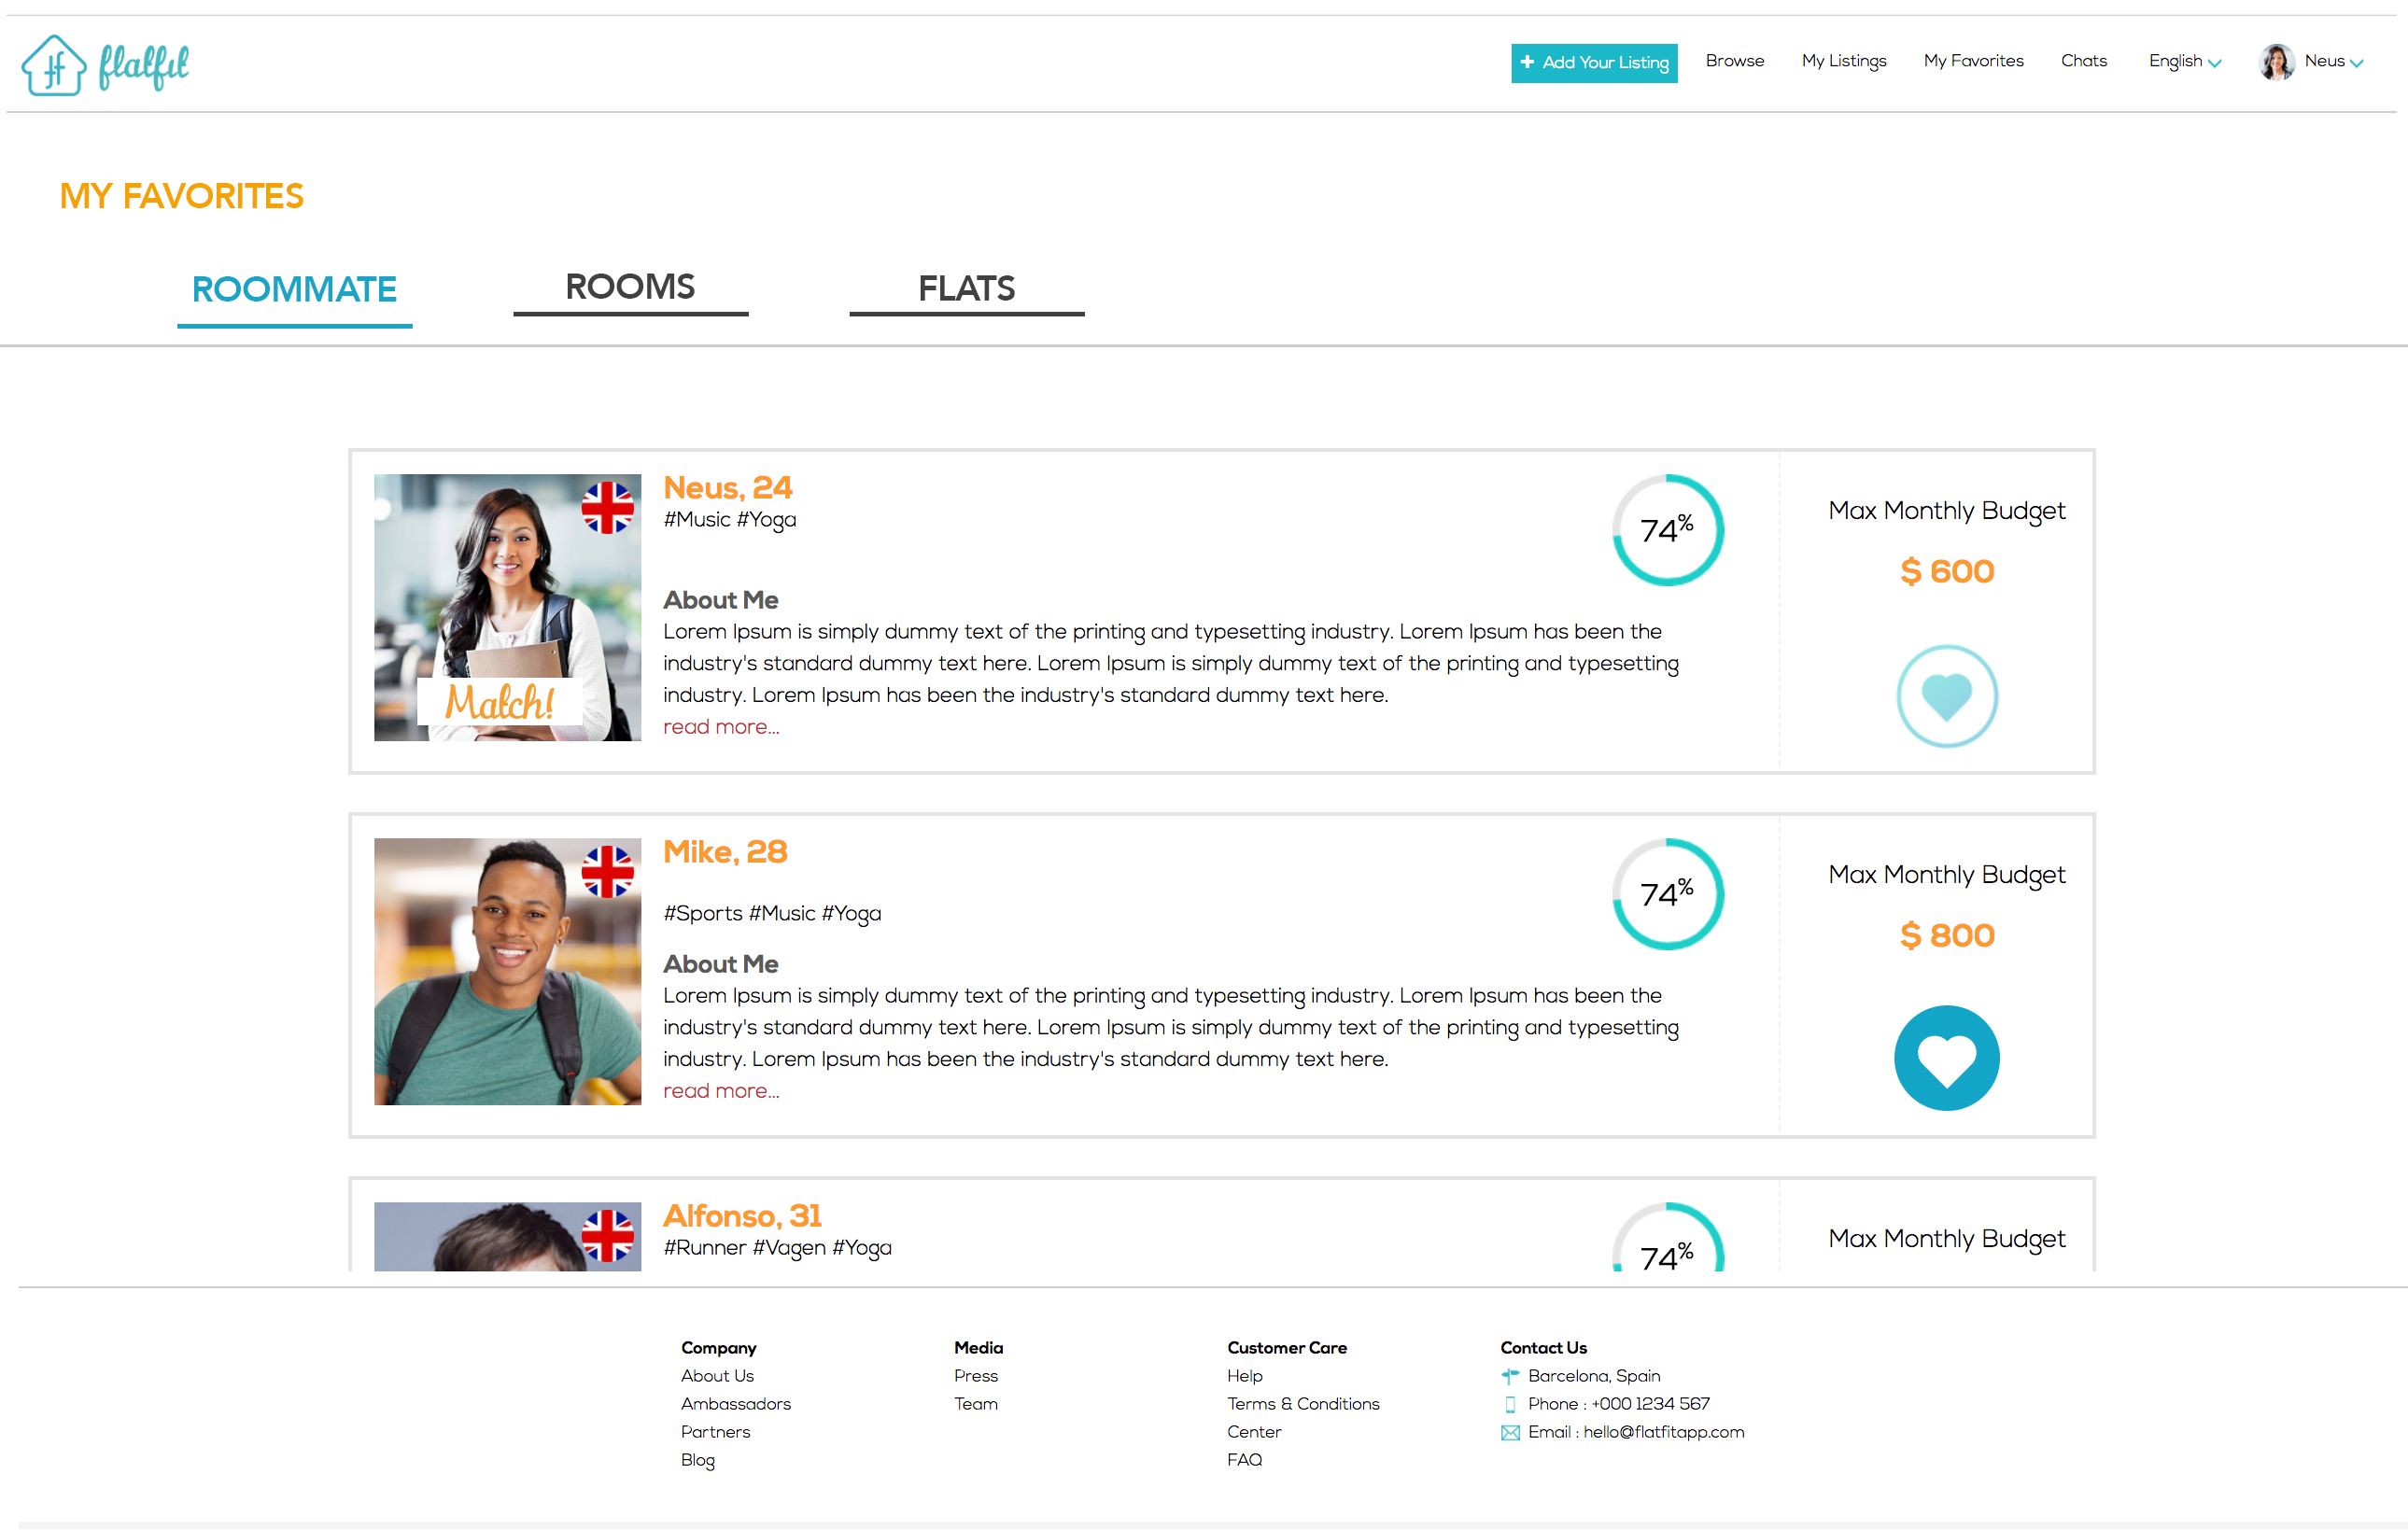 flatfit
+ Add Your Listing Browse My Listings My Favorites Chats English Neus
MY FAVORITES
ROOMMATE ROOMS FLATS
Neus, 24
#Music #Yoga
74%
Max Monthly Budget
$ 600
About Me
Lorem Ipsum is simply dummy text of the printing and typesetting industry. Lorem Ipsum has been the
industry's standard dummy text here. Lorem Ipsum is simply dummy text of the printing and typesetting
industry. Lorem Ipsum has been the industry's standard dummy text here.
read more...
Match!
Mike, 28
#Sports #Music #Yoga
74%
Max Monthly Budget
$ 800
About Me
Lorem Ipsum is simply dummy text of the printing and typesetting industry. Lorem Ipsum has been the
industry's standard dummy text here. Lorem Ipsum is simply dummy text of the printing and typesetting
industry. Lorem Ipsum has been the industry's standard dummy text here.
read more...
Alfonso, 31
#Runner #Vagen #Yoga
74%
Max Monthly Budget
Company
About Us
Ambassadors
Partners
Blog
Media
Press
Team
Customer Care
Help
Terms & Conditions
Center
FAQ
Contact Us
Barcelona, Spain
Phone : +000 1234 567
Email : hello@flatfitapp.com